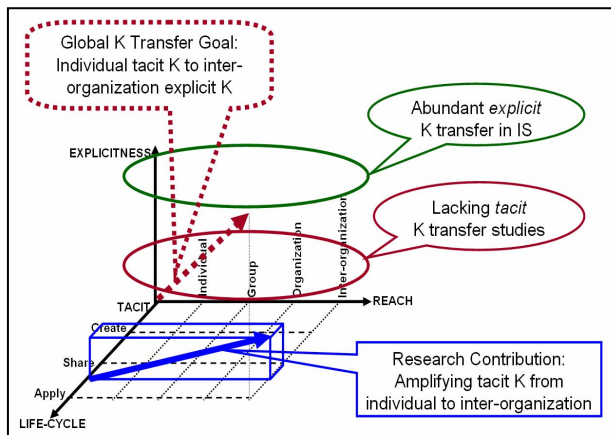 Global K Transfer Goal:
Individual tacit K to inter-
organization explicit K
Abundant explicit
K transfer in IS
EXPLICITNESS
Lacking tacit
K transfer studies
Individual
Group
Organization
Inter-organization
TACIT
REACH
Create
Share
Apply
LIFE-CYCLE
Research Contribution:
Amplifying tacit K from
individual to inter-organization